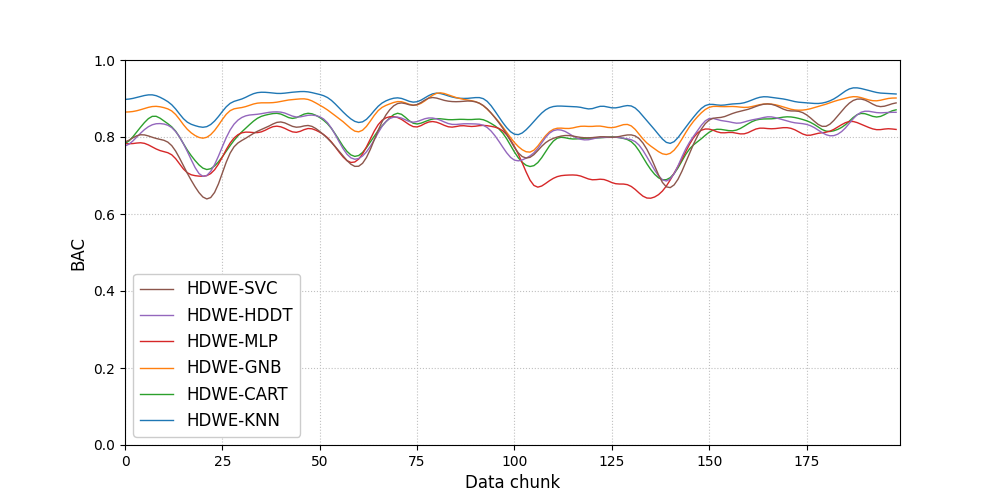 1.0
0.8
0.6
0.4
0.2
0.0
BAC
HDWE-SVC
HDWE-HDDT
HDWE-MLP
HDWE-GNB
HDWE-CART
HDWE-KNN
0 25 50 75 100 125 150 175
Data chunk